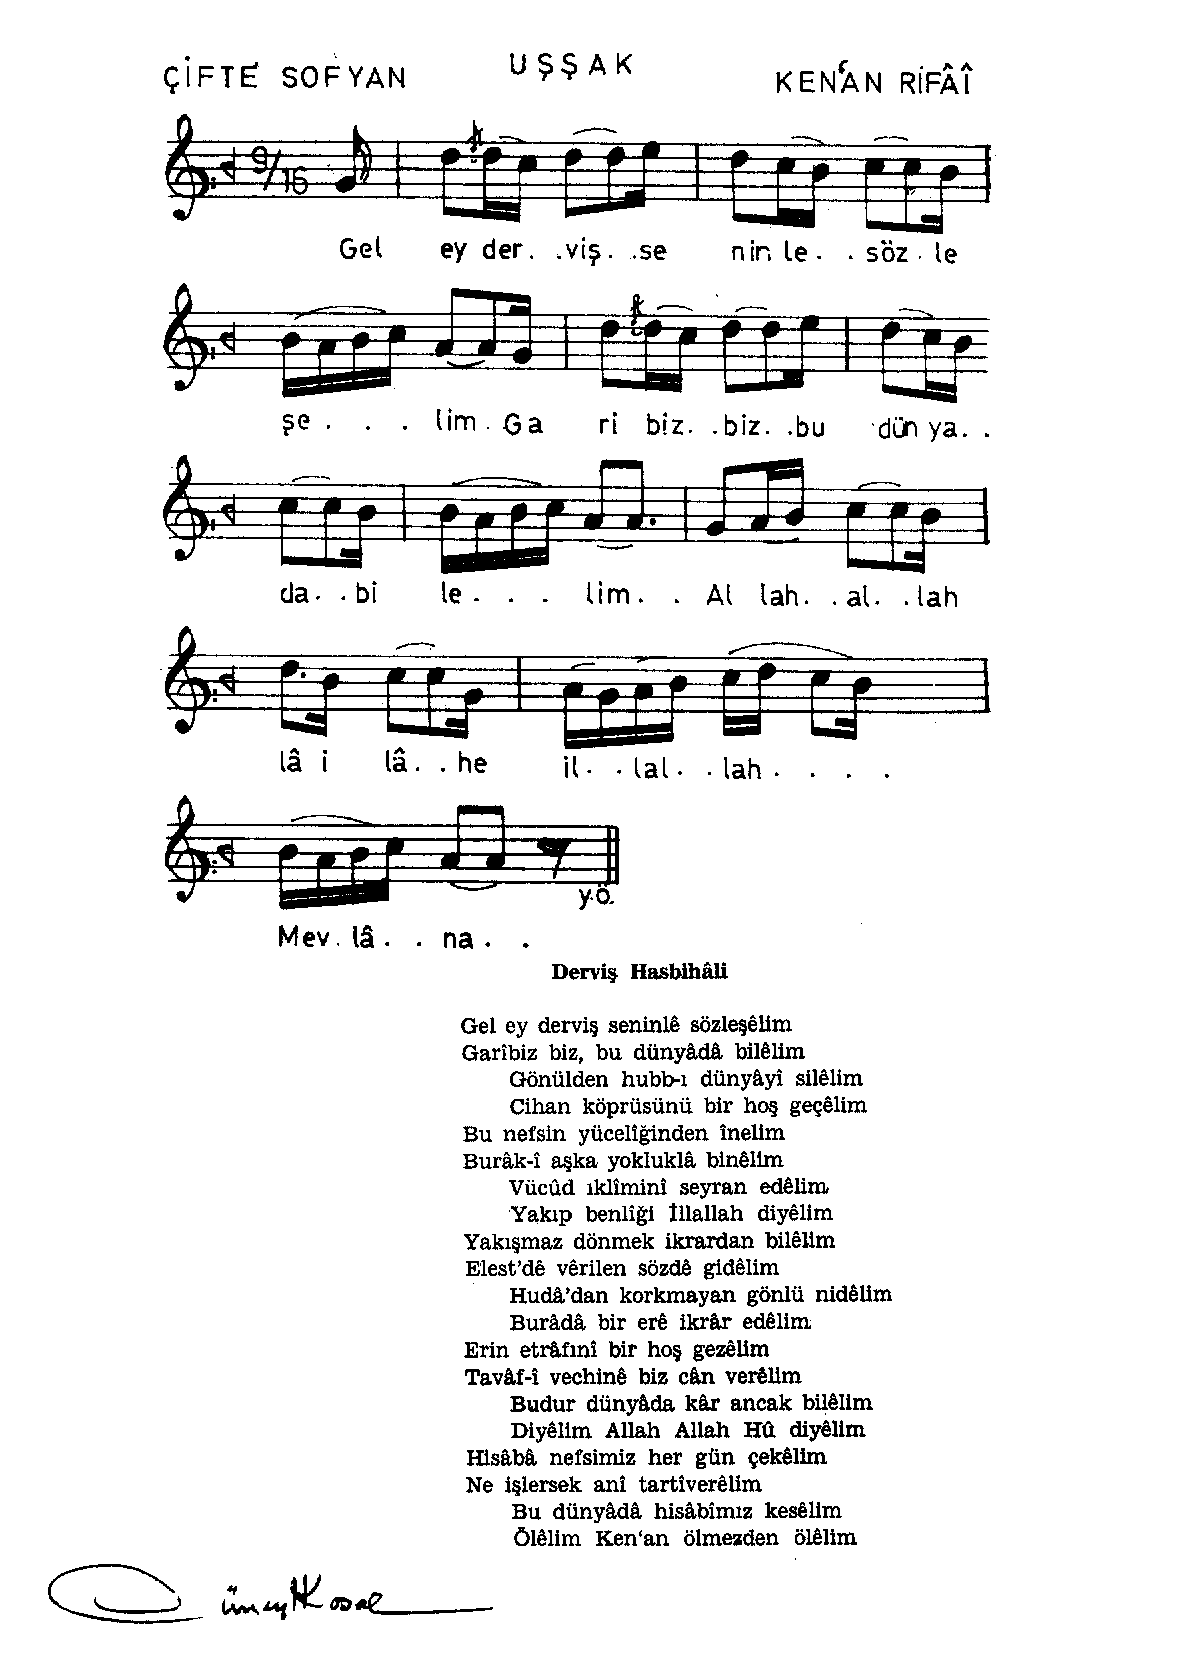 ÇİFTE SOFYAN
UŞŞAK
KEN'AN RİFÂÎ
9/16
Gel ey der. .viş. .se nin le. . söz. le
şe . . . lim. Ga ri biz. .biz. .bu dün ya. .
da. .bi le . . . lim. . Al lah. .al. .lah
lâ i lâ. .he il. .lal. .lah . . . .
y.ö.
Mev. lâ . . na . .
Derviş Hasbihâli
Gel ey derviş seninlê sözleşêlim
Garîbiz biz, bu dünyâdâ bilêlim
Gönülden hubb-ı dünyâyî silêlim
Cihan köprüsünü bir hoş geçêlim
Bu nefsin yücelîğinden înelim
Burâk-î aşka yoklukla binêlim
Vücûd ıklîminî seyran edêlim
Yakıp benlîği İllallah diyêlim
Yakışmaz dönmek ikrardan bilêlim
Elest'dê vêrilen sözdê gidêlim
Hudâ'dan korkmayan gönlü nidêlim
Burâdâ bir erê ikrâr edêlim
Erin etrâfınî bir hoş gezêlim
Tavâf-î vechinê biz cân verêlim
Budur dünyâda kâr ancak bilêlim
Diyêlim Allah Allah Hû diyêlim
Hisâbâ nefsimiz her gün çekêlim
Ne işlersek anî tartîverêlim
Bu dünyâdâ hisâbîmız kesêlim
Ölêlim Ken'an ölmezden ölêlim
Cüneyt Kosal